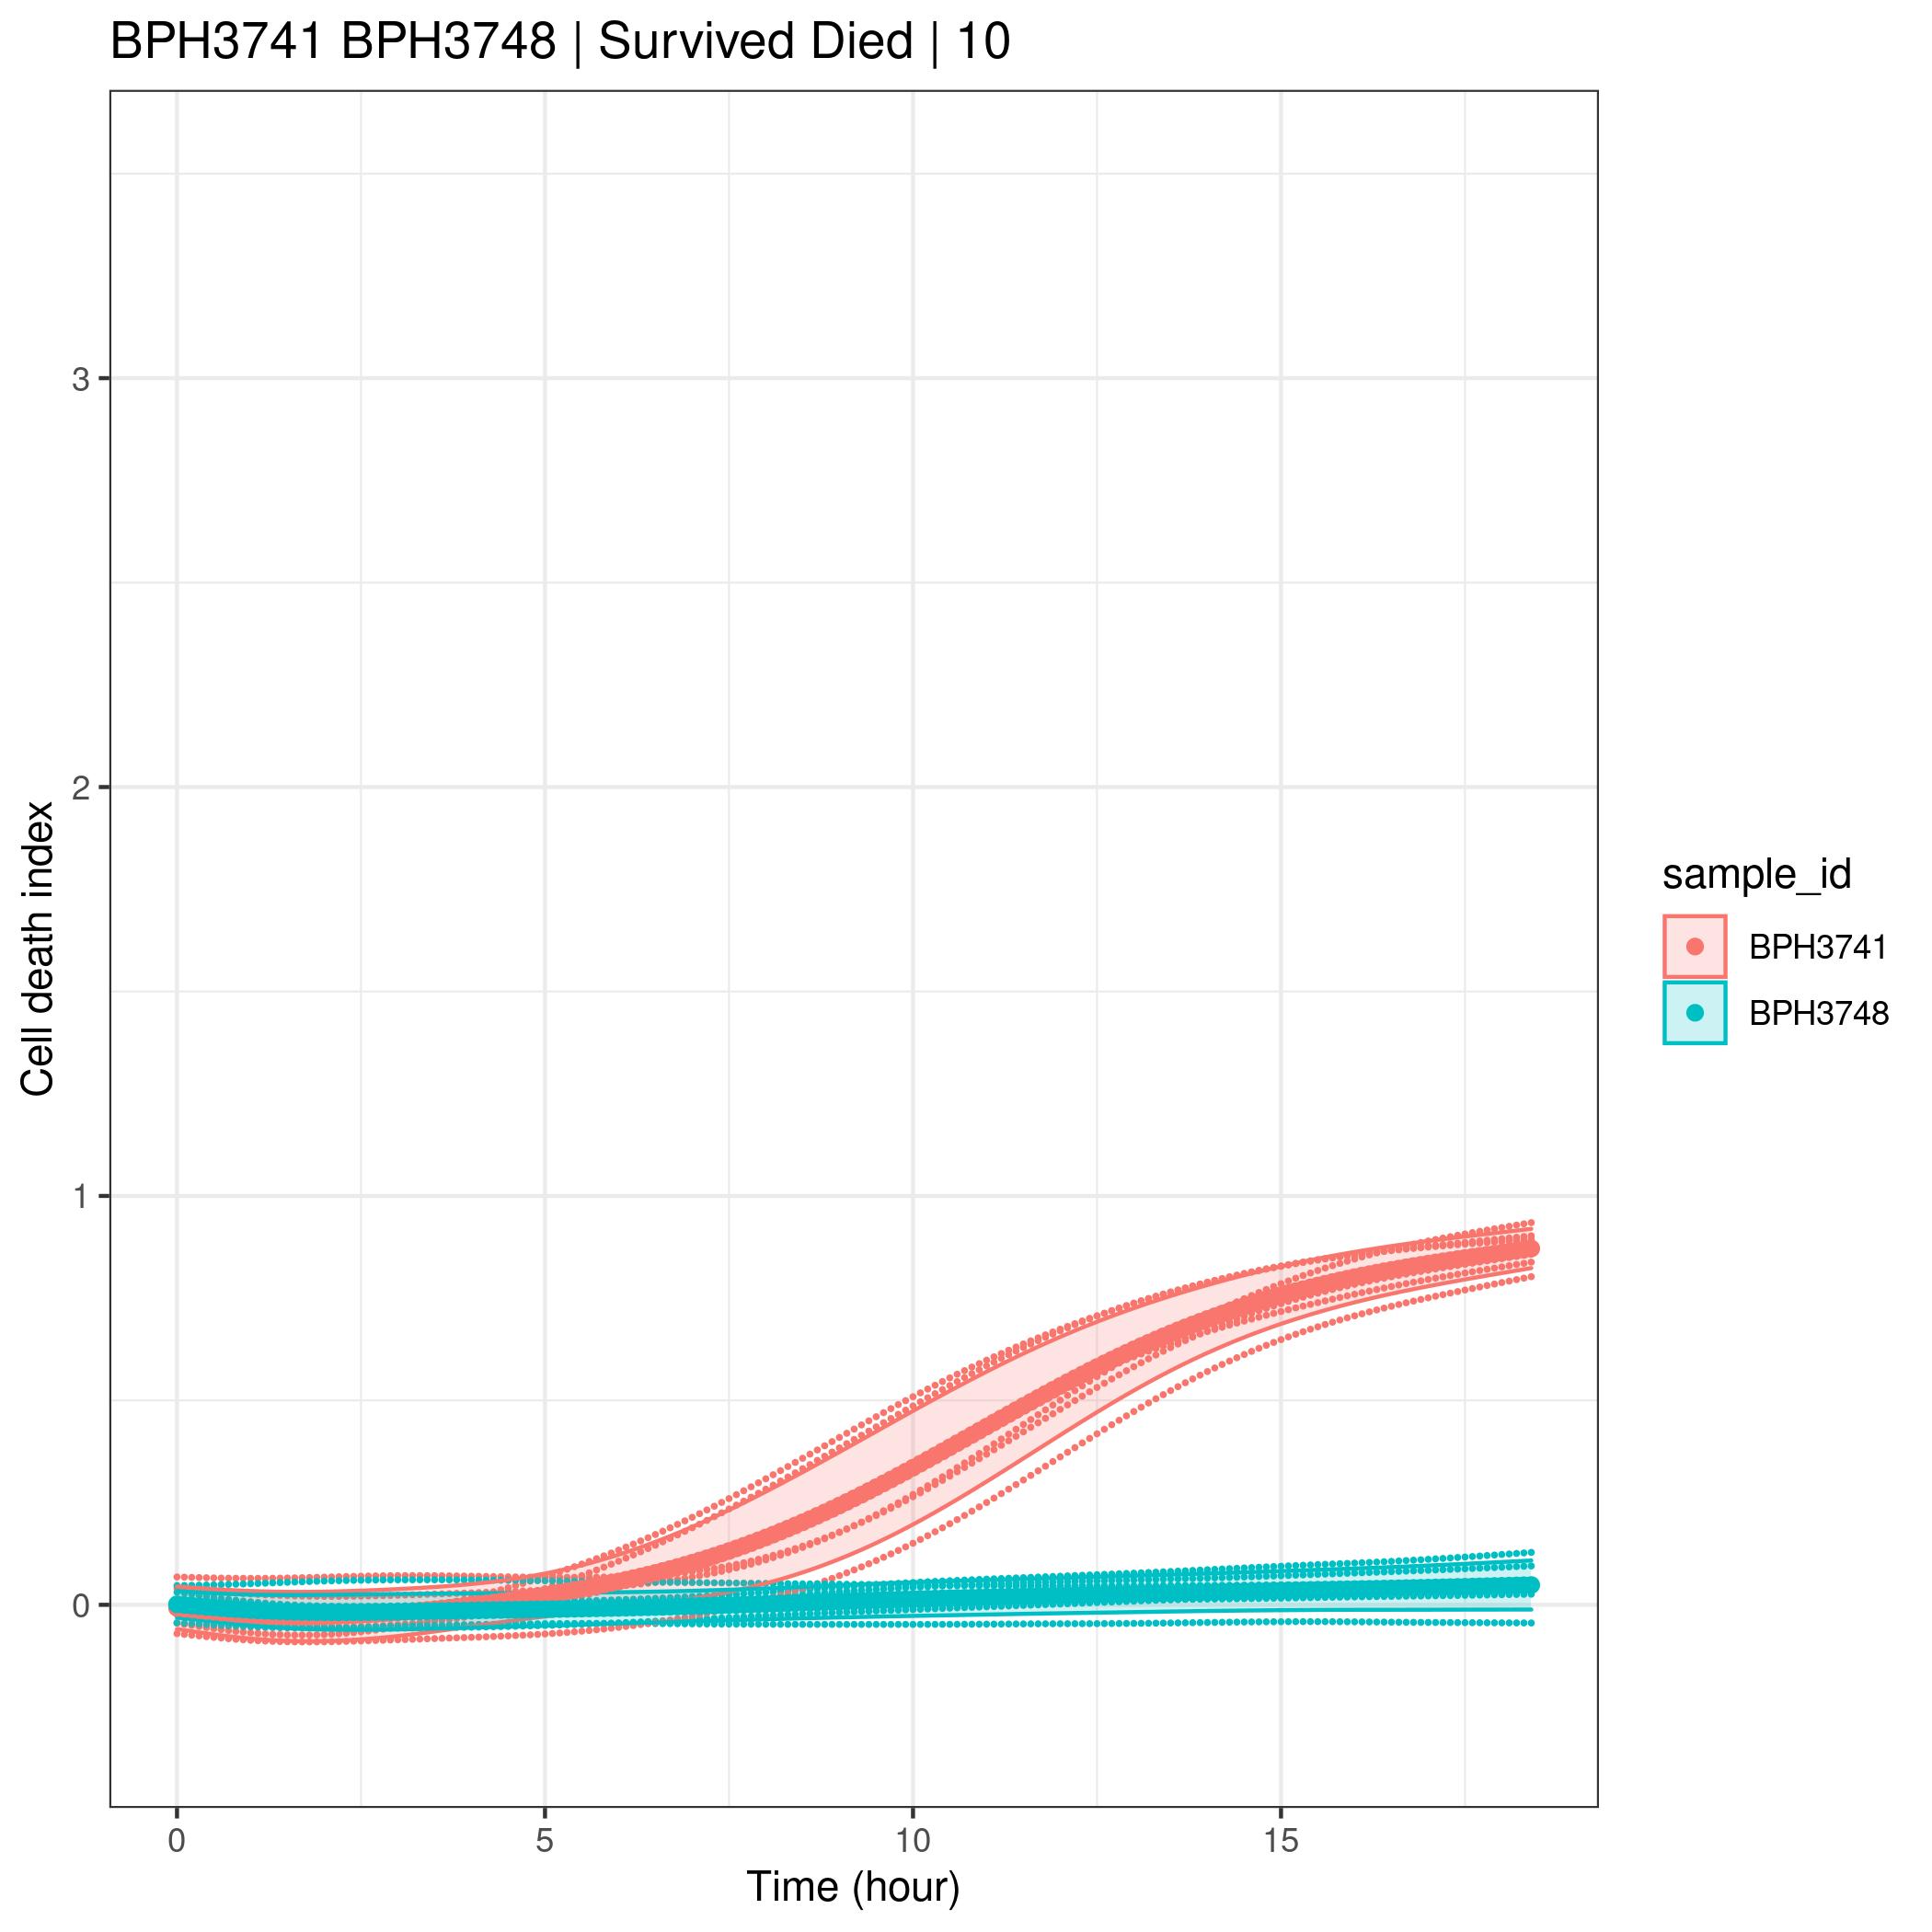 BPH3741 BPH3748 | Survived Died | 10
3
2
1
0
Cell death index
0 5 10 15
Time (hour)
sample_id
BPH3741
BPH3748